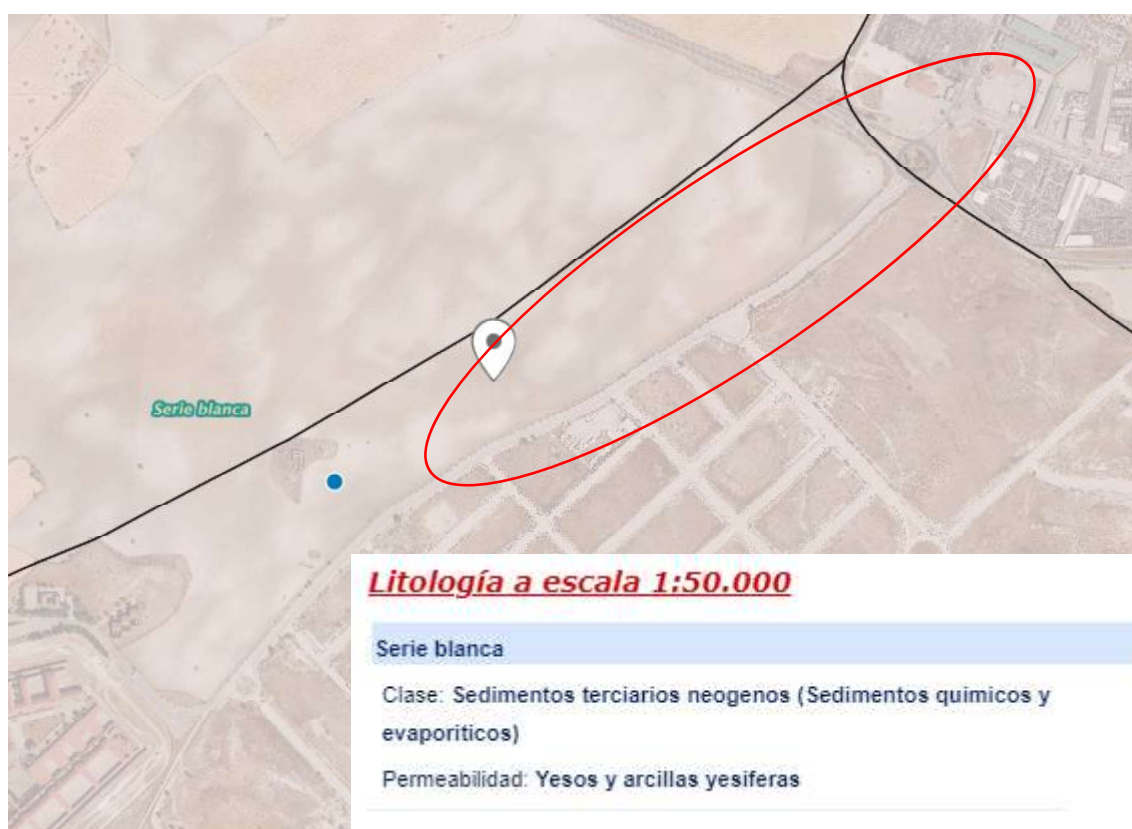 Serie blanca
Litología a escala 1:50.000
Serie blanca
Clase: Sedimentos terciarios neogenos (Sedimentos quimicos y
evaporiticos)
Permeabilidad: Yesos y arcillas yesiferas